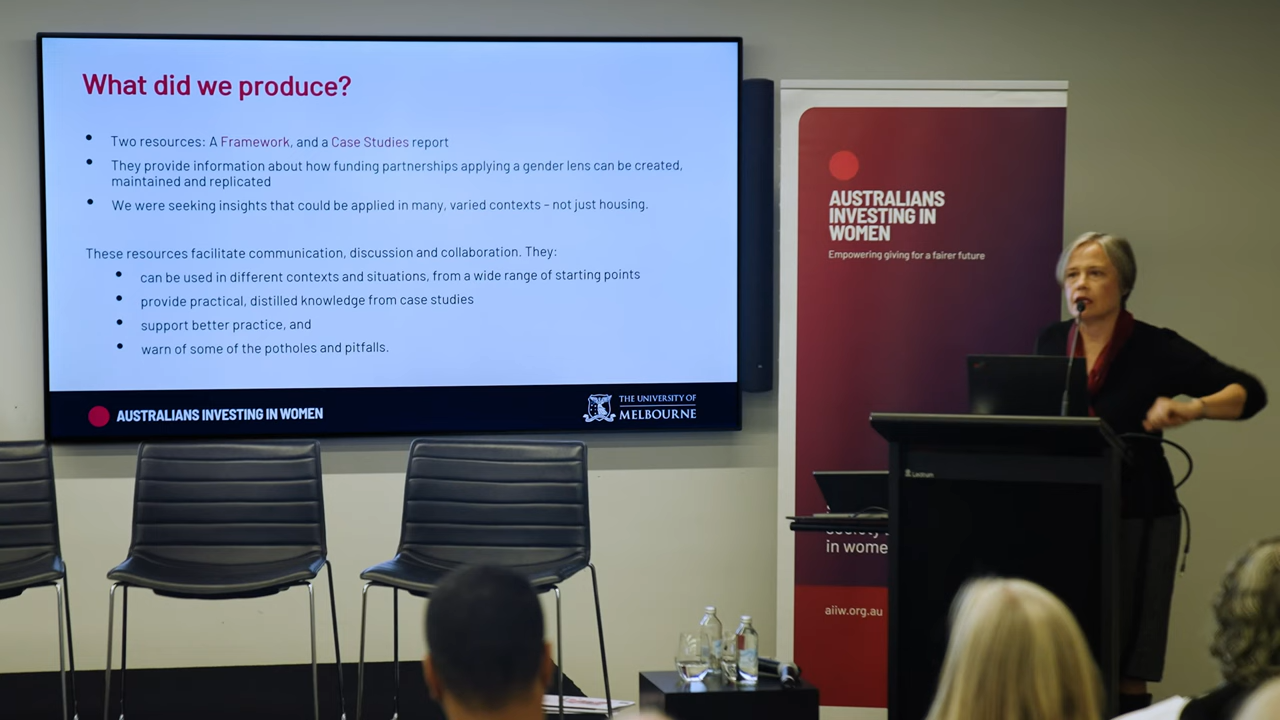 What did we produce?
• Two resources: A Framework, and a Case Studies report
• They provide information about how funding partnerships applying a gender lens can be created,
maintained and replicated
• We were seeking insights that could be applied in many, varied contexts – not just housing.
These resources facilitate communication, discussion and collaboration. They:
• can be used in different contexts and situations, from a wide range of starting points
• provide practical, distilled knowledge from case studies
• support better practice, and
• warn of some of the potholes and pitfalls.
AUSTRALIANS INVESTING IN WOMEN
THE UNIVERSITY OF
MELBOURNE
AUSTRALIANS
INVESTING IN
WOMEN
Empowering giving for a fairer future
society
in wome
aiiw.org.au
Lectrum